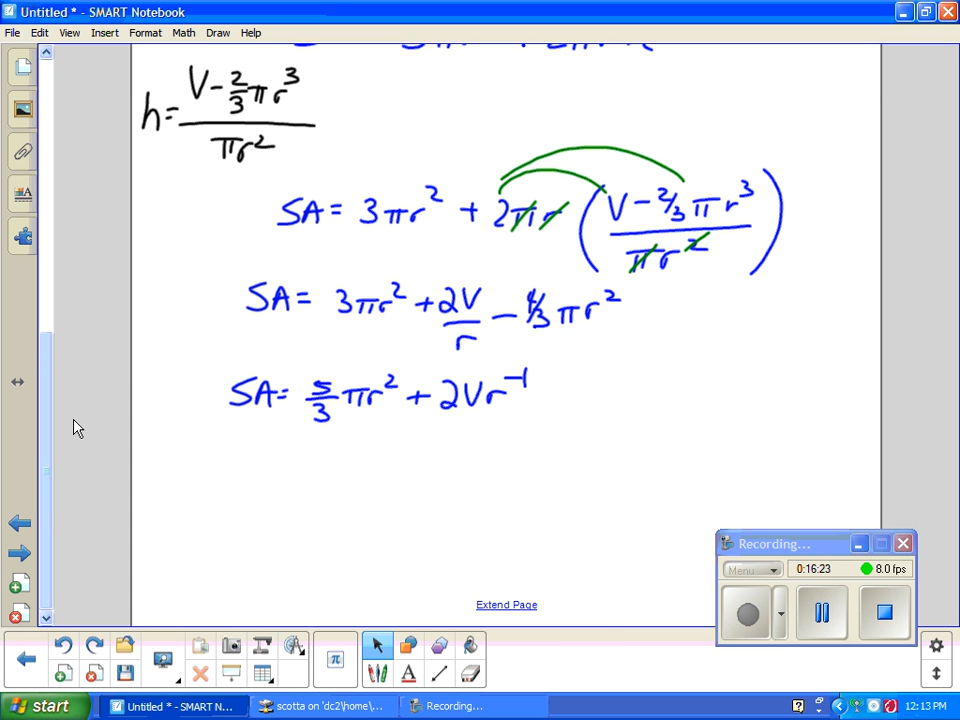 Untitled * - SMART Notebook
File Edit View Insert Format Math Draw Help
h = (V - 2/3 πr³) / πr²
SA = 3πr² + 2πr ( (V - 2/3 πr³) / πr² )
SA = 3πr² + 2V/r - 4/3 πr²
SA = 5/3 πr² + 2Vr⁻¹
Recording...
Menu 0:16:23 8.0 fps
Extend Page
π
A
start Untitled * - SMART N... scotta on 'dc2\home\... Recording... 12:13 PM